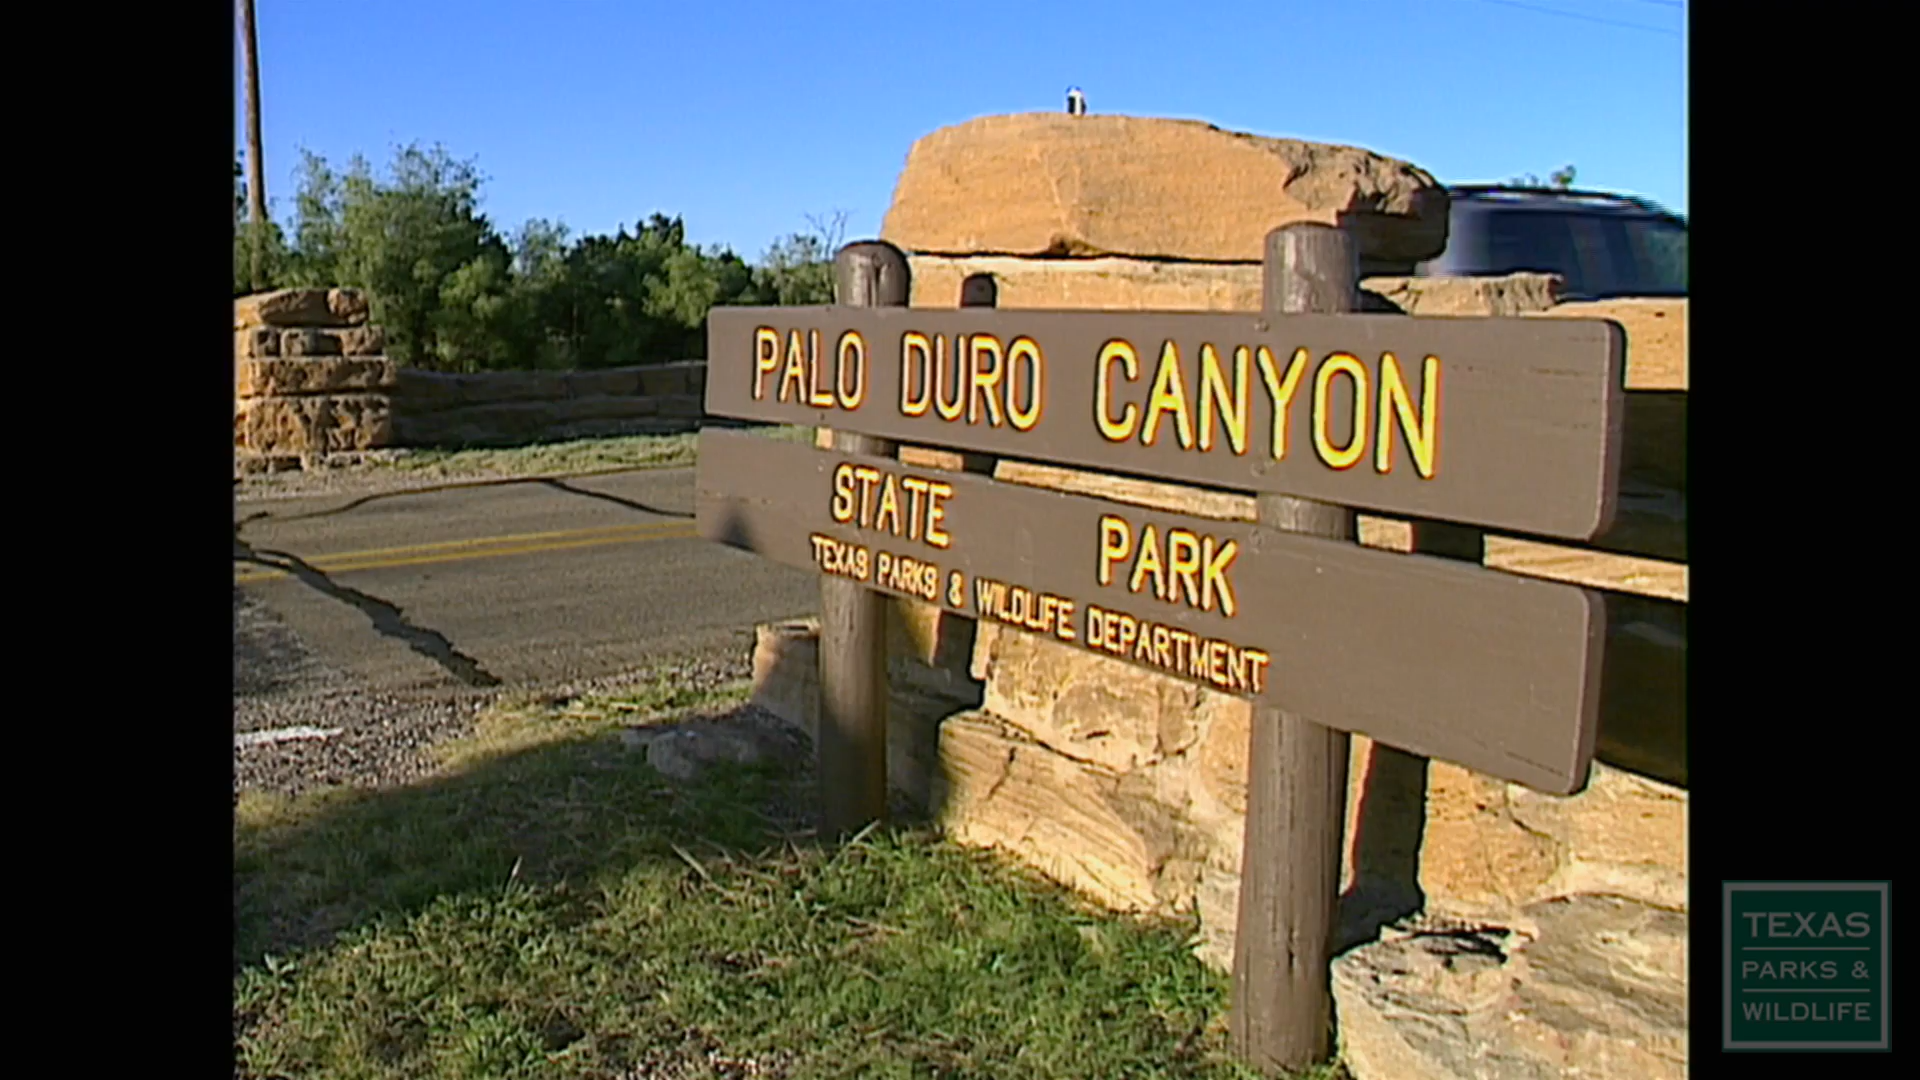 PALO DURO CANYON
STATE PARK
TEXAS PARKS & WILDLIFE DEPARTMENT
TEXAS
PARKS &
WILDLIFE